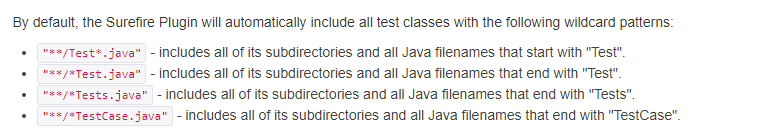 By default, the Surefire Plugin will automatically include all test classes with the following wildcard patterns:
• "**/Test*.java" - includes all of its subdirectories and all Java filenames that start with "Test".
• "**/*Test.java" - includes all of its subdirectories and all Java filenames that end with "Test".
• "**/*Tests.java" - includes all of its subdirectories and all Java filenames that end with "Tests".
• "**/*TestCase.java" - includes all of its subdirectories and all Java filenames that end with "TestCase".